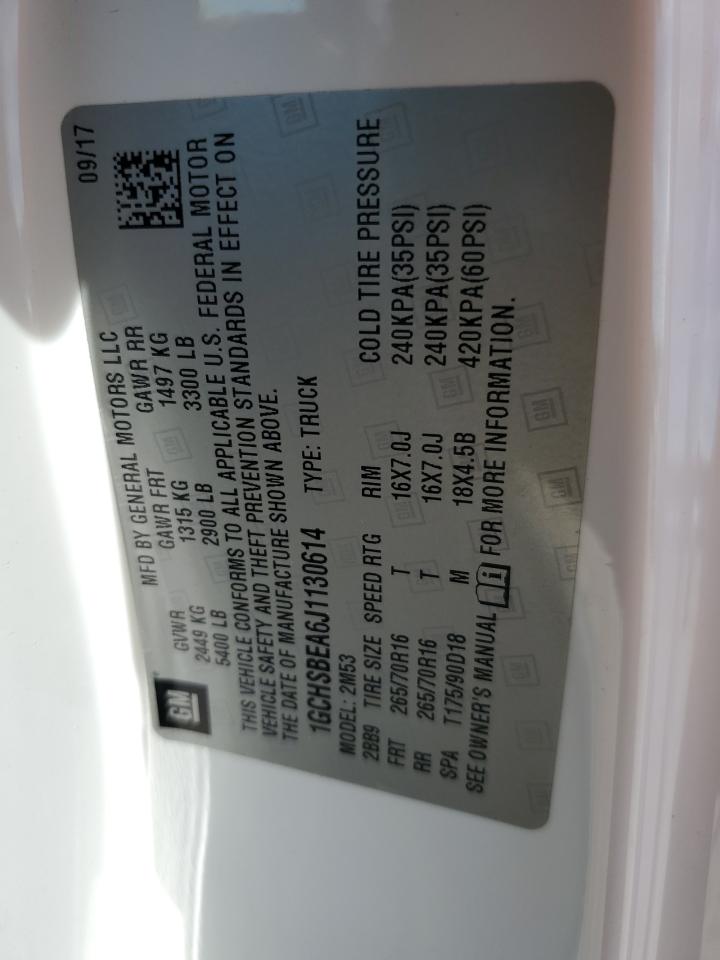 09/17
MFD BY GENERAL MOTORS LLC
GVWR GAWR FRT GAWR RR
2449 KG 1315 KG 1497 KG
5400 LB 2900 LB 3300 LB
THIS VEHICLE CONFORMS TO ALL APPLICABLE U.S. FEDERAL MOTOR
VEHICLE SAFETY AND THEFT PREVENTION STANDARDS IN EFFECT ON
THE DATE OF MANUFACTURE SHOWN ABOVE.
GM
1GCHSBEA6J1130614 TYPE: TRUCK
MODEL: 2M53
2BB9 TIRE SIZE SPEED RTG RIM COLD TIRE PRESSURE
FRT 265/70R16 T 16X7.0J 240KPA(35PSI)
RR 265/70R16 T 16X7.0J 240KPA(35PSI)
SPA T175/90D18 M 18X4.5B 420KPA(60PSI)
SEE OWNER'S MANUAL i FOR MORE INFORMATION.